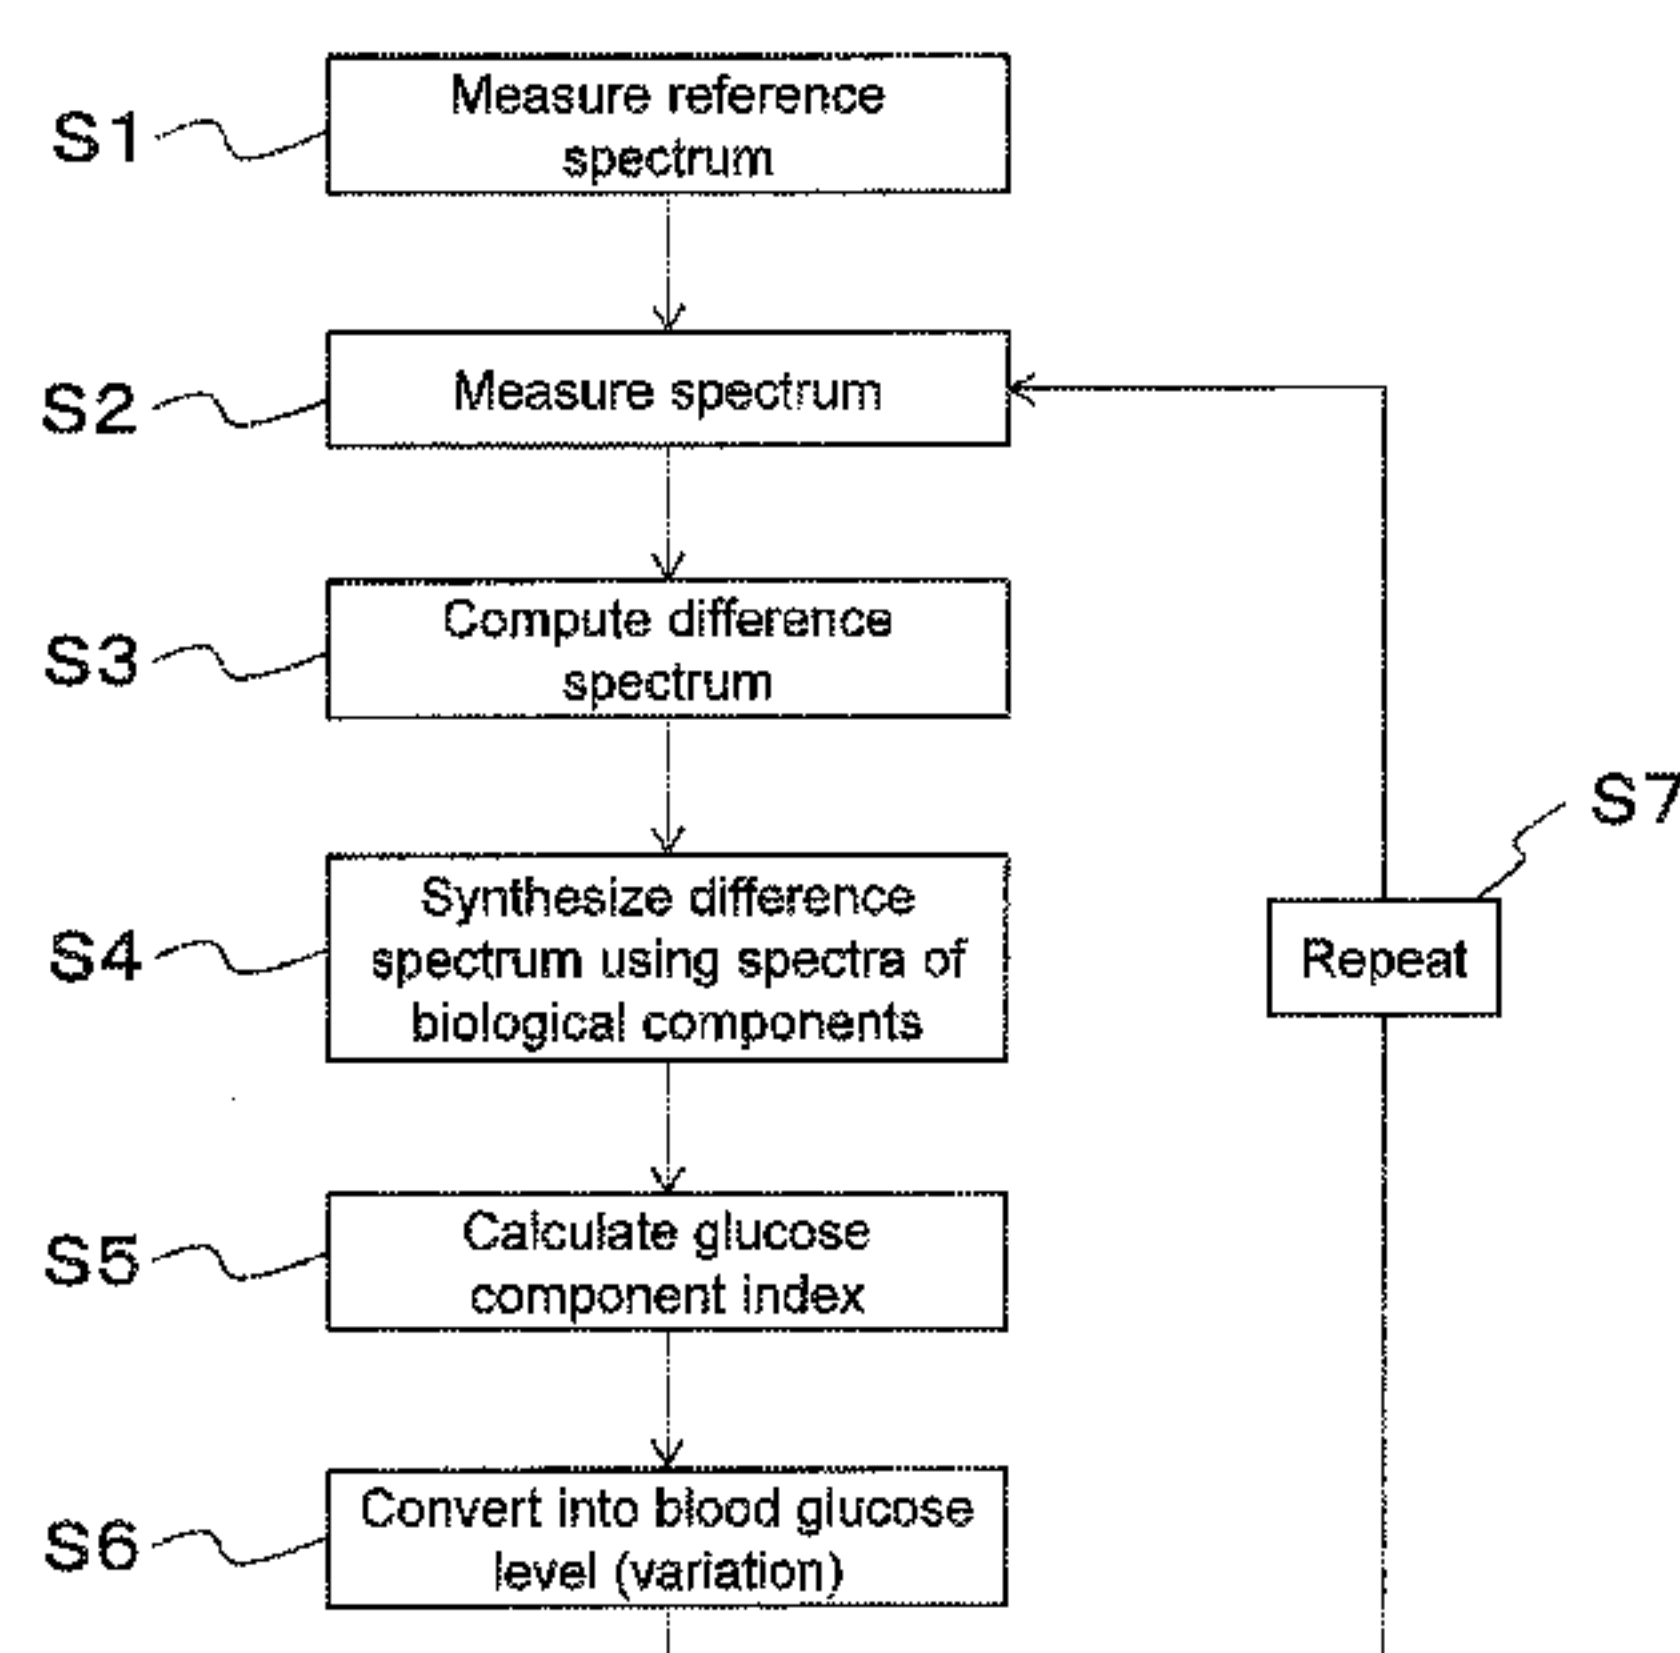 S1
Measure reference
spectrum
S2
Measure spectrum
S3
Compute difference
spectrum
S7
S4
Synthesize difference
spectrum using spectra of
biological components
Repeat
S5
Calculate glucose
component index
S6
Convert into blood glucose
level (variation)